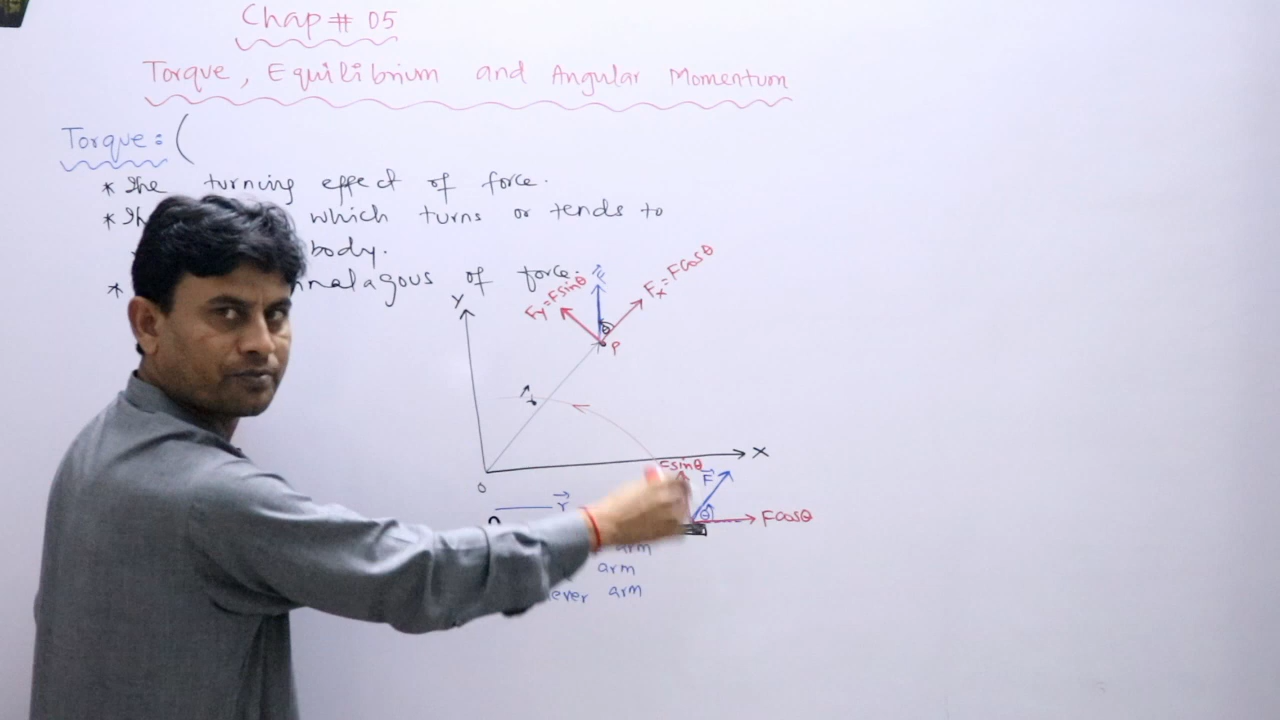 Chap # 05
Torque, Equilibrium and Angular Momentum
Torque: (
* The turning effect of force.
* which turns or tends to
body.
* analagous of force.
Y
Fy=Fsinθ
F
Fx=Fcosθ
θ
P
r
X
O
Fsinθ
F
θ
Fcosθ
r
arm
arm
ever arm